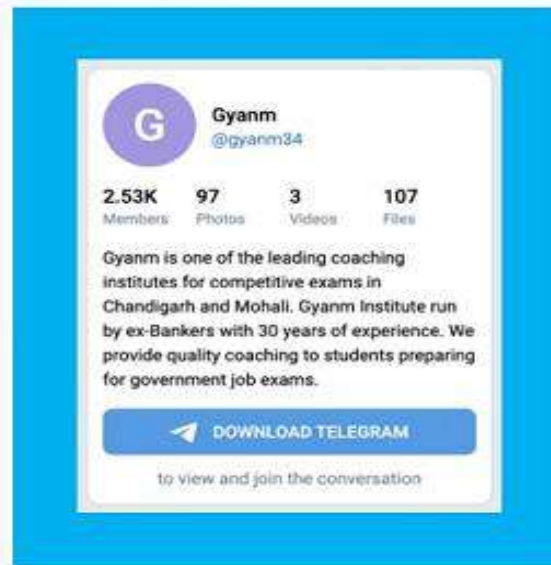 G
Gyanm
@gyanm34
2.53K 97 3 107
Members Photos Videos Files
Gyanm is one of the leading coaching
institutes for competitive exams in
Chandigarh and Mohali. Gyanm Institute run
by ex-Bankers with 30 years of experience. We
provide quality coaching to students preparing
for government job exams.
DOWNLOAD TELEGRAM
to view and join the conversation